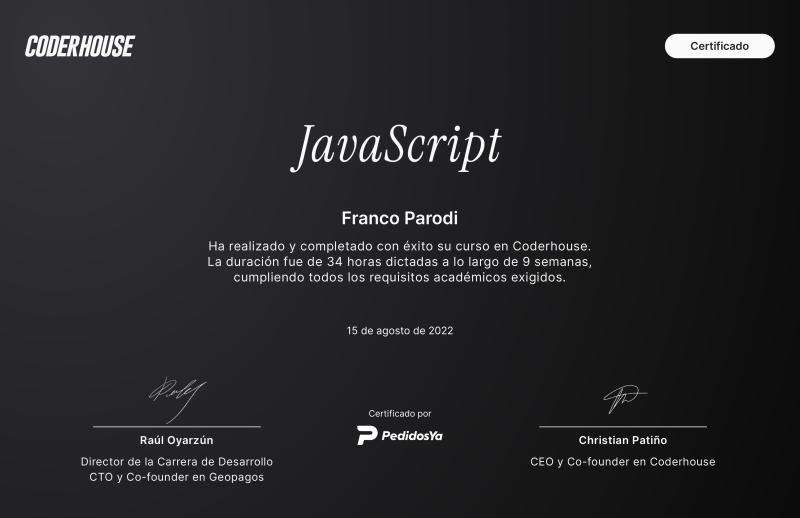 CODERHOUSE
Certificado
JavaScript
Franco Parodi
Ha realizado y completado con éxito su curso en Coderhouse.
La duración fue de 34 horas dictadas a lo largo de 9 semanas,
cumpliendo todos los requisitos académicos exigidos.
15 de agosto de 2022
Raúl Oyarzún
Director de la Carrera de Desarrollo
CTO y Co-founder en Geopagos
Certificado por
PedidosYa
Christian Patiño
CEO y Co-founder en Coderhouse